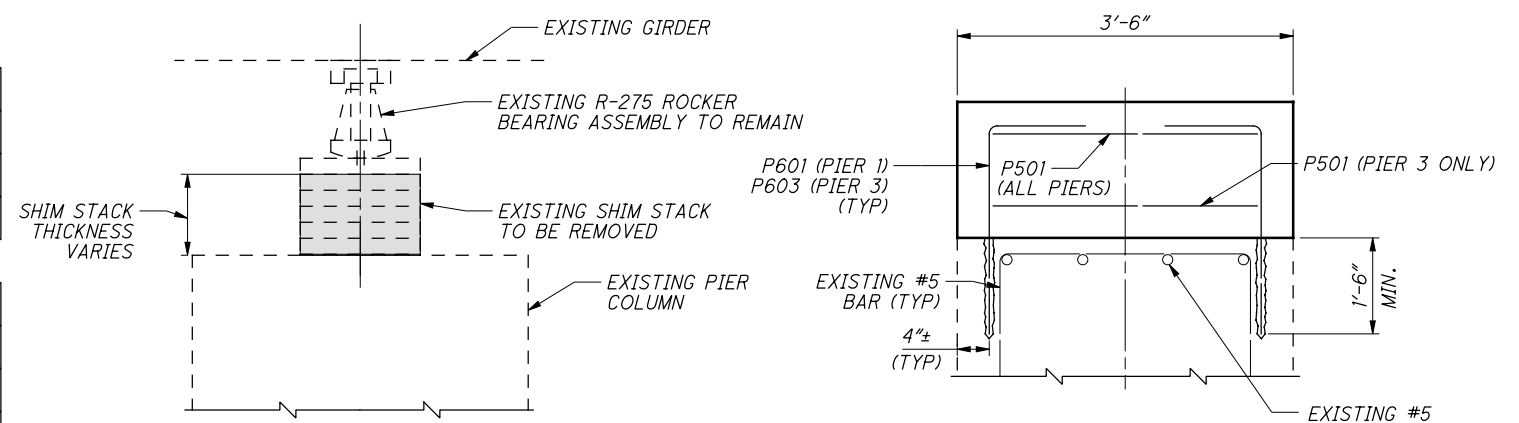 EXISTING GIRDER
EXISTING R-275 ROCKER
BEARING ASSEMBLY TO REMAIN
SHIM STACK
THICKNESS
VARIES
EXISTING SHIM STACK
TO BE REMOVED
EXISTING PIER
COLUMN
3'-6"
P601 (PIER 1)
P603 (PIER 3)
(TYP)
P501
(ALL PIERS)
P501 (PIER 3 ONLY)
EXISTING #5
BAR (TYP)
1'-6"
MIN.
4"±
(TYP)
EXISTING #5